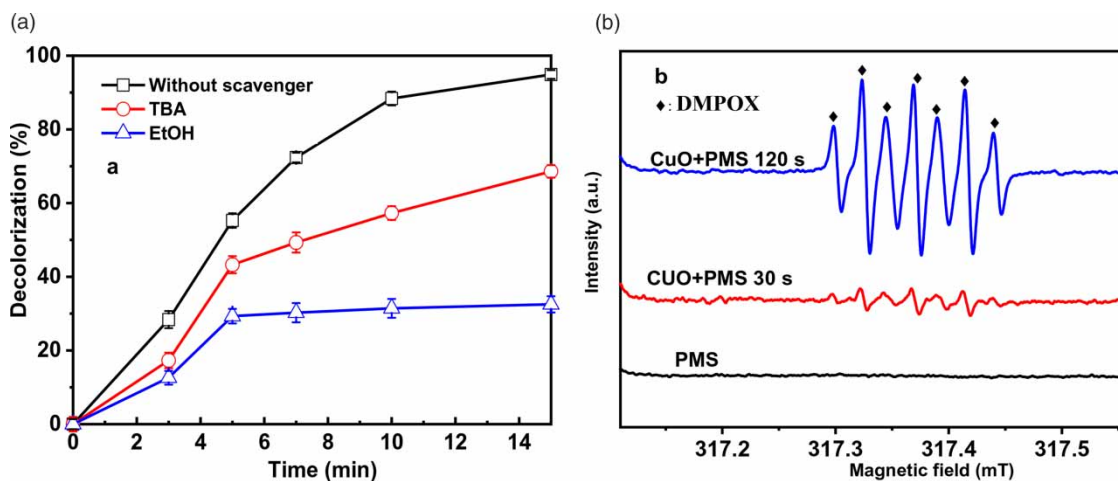 (a)
100
80
60
40
20
0
Decolorization (%)
Without scavenger
TBA
EtOH
a
0 2 4 6 8 10 12 14
Time (min)
(b)
b
♦: DMPOX
CuO+PMS 120 s
CUO+PMS 30 s
PMS
Intensity (a.u.)
317.2 317.3 317.4 317.5
Magnetic field (mT)